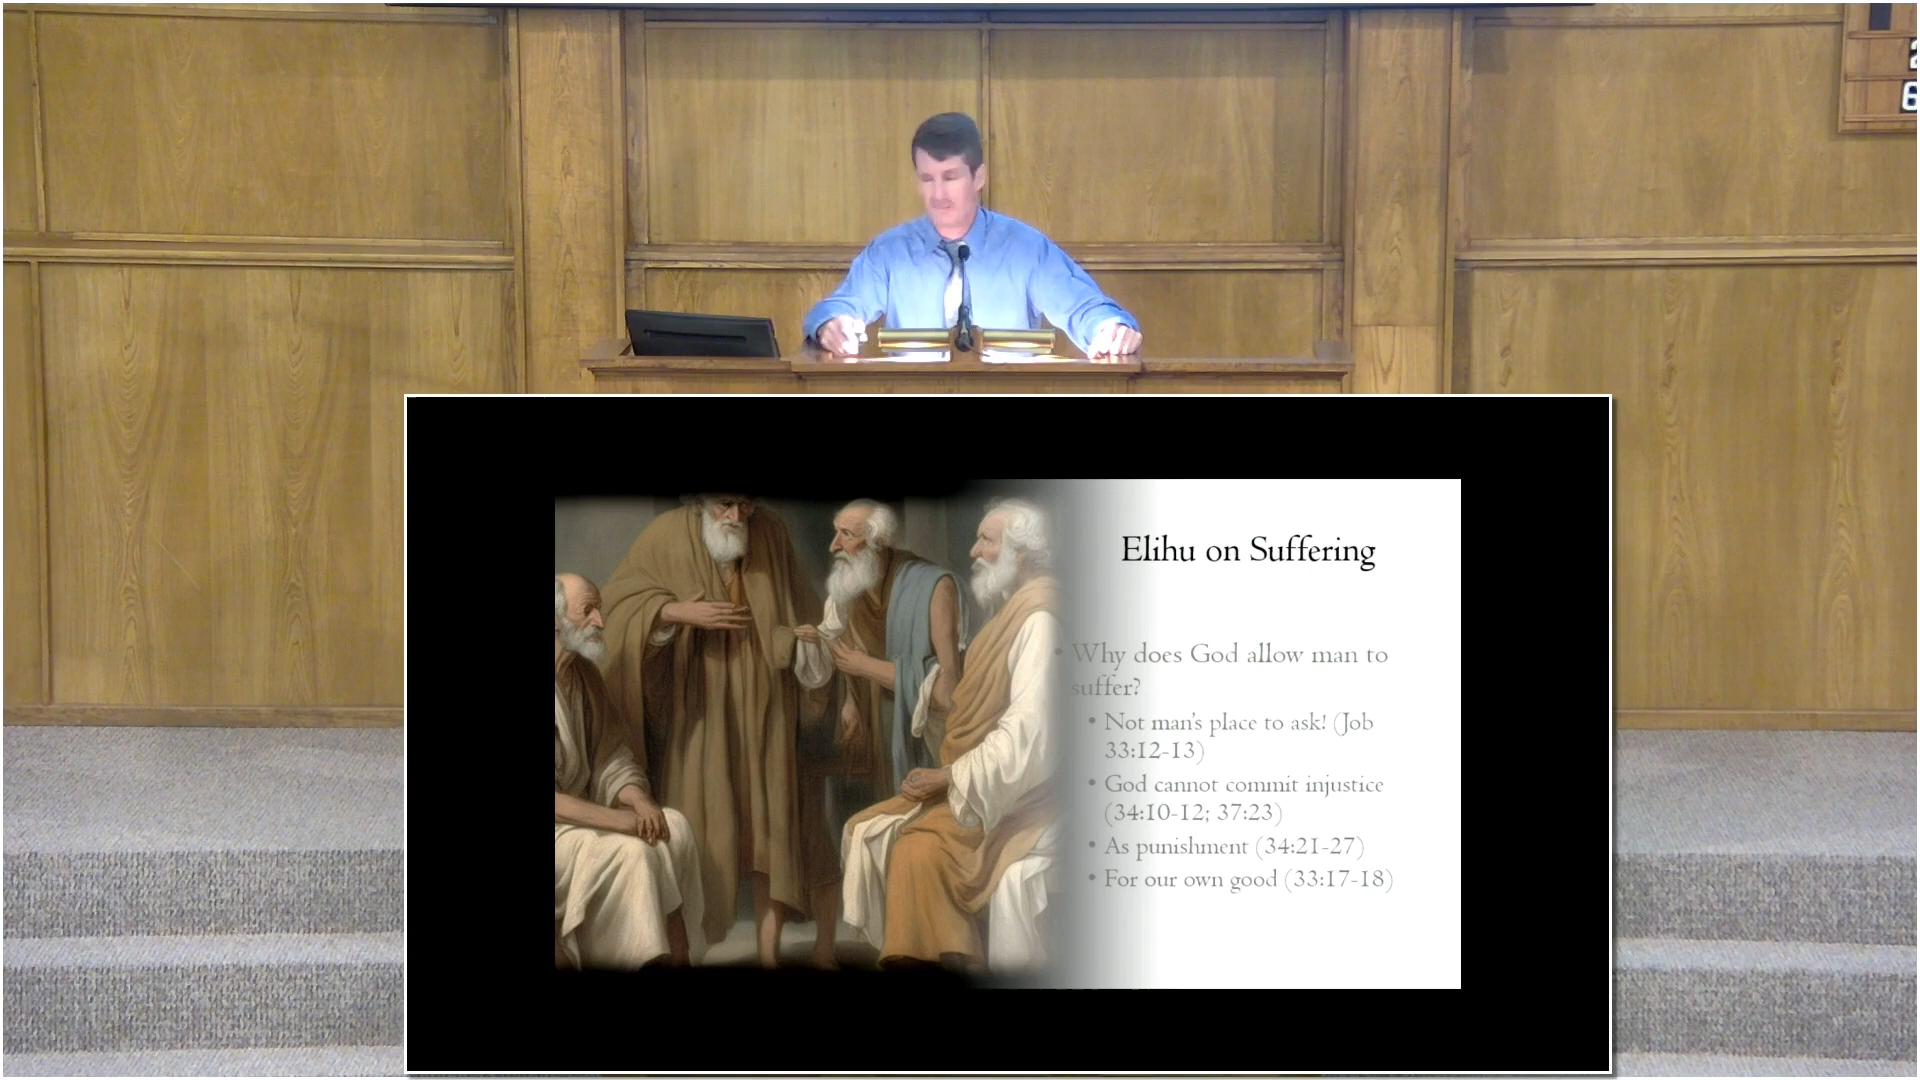 2
6
Elihu on Suffering
• Why does God allow man to
suffer?
• Not man's place to ask! (Job
33:12-13)
• God cannot commit injustice
(34:10-12; 37:23)
• As punishment (34:21-27)
• For our own good (33:17-18)